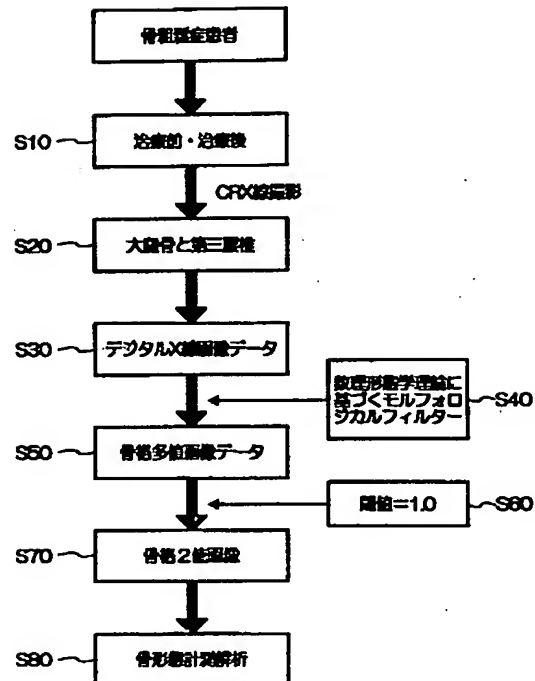 骨粗鬆症患者
S10
治療前・治療後
CRX線撮影
S20
大腿骨と第三腰椎
S30
デジタルX線画像データ
数理形態学理論に
基づくモルフォロ
ジカルフィルター
S40
S50
骨格多値画像データ
閾値=1.0
S60
S70
骨格2値画像
S80
骨形態計測解析